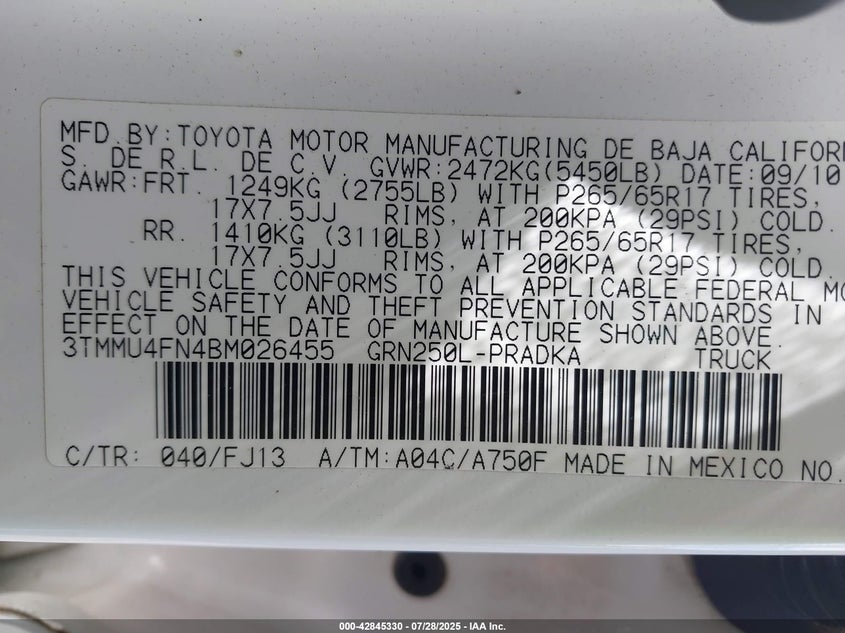 MFD BY:TOYOTA MOTOR MANUFACTURING DE BAJA CALIFOR
S. DE R.L. DE C.V. GVWR:2472KG(5450LB) DATE:09/10
GAWR:FRT. 1249KG (2755LB) WITH P265/65R17 TIRES,
17X7.5JJ RIMS, AT 200KPA (29PSI) COLD.
RR. 1410KG (3110LB) WITH P265/65R17 TIRES,
17X7.5JJ RIMS, AT 200KPA (29PSI) COLD.
THIS VEHICLE CONFORMS TO ALL APPLICABLE FEDERAL MO
VEHICLE SAFETY AND THEFT PREVENTION STANDARDS IN
EFFECT ON THE DATE OF MANUFACTURE SHOWN ABOVE.
3TMMU4FN4BM026455 GRN250L-PRADKA TRUCK
C/TR: 040/FJ13 A/TM:A04C/A750F MADE IN MEXICO NO.
000-42845330 - 07/28/2025 - IAA Inc.